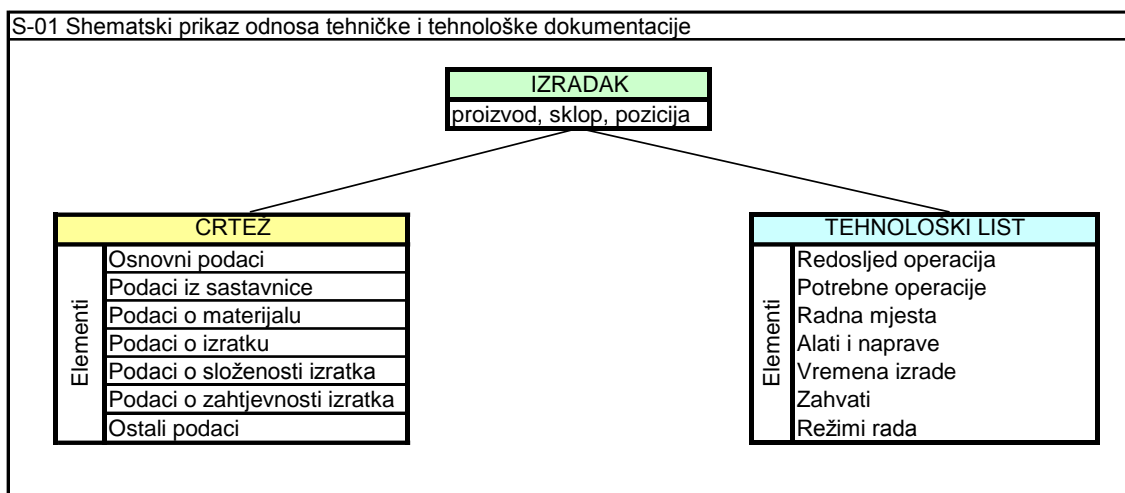 S-01 Shematski prikaz odnosa tehničke i tehnološke dokumentacije
IZRADAK
proizvod, sklop, pozicija
CRTEŽ
Elementi
Osnovni podaci
Podaci iz sastavnice
Podaci o materijalu
Podaci o izratku
Podaci o složenosti izratka
Podaci o zahtjevnosti izratka
Ostali podaci
TEHNOLOŠKI LIST
Elementi
Redosljed operacija
Potrebne operacije
Radna mjesta
Alati i naprave
Vremena izrade
Zahvati
Režimi rada